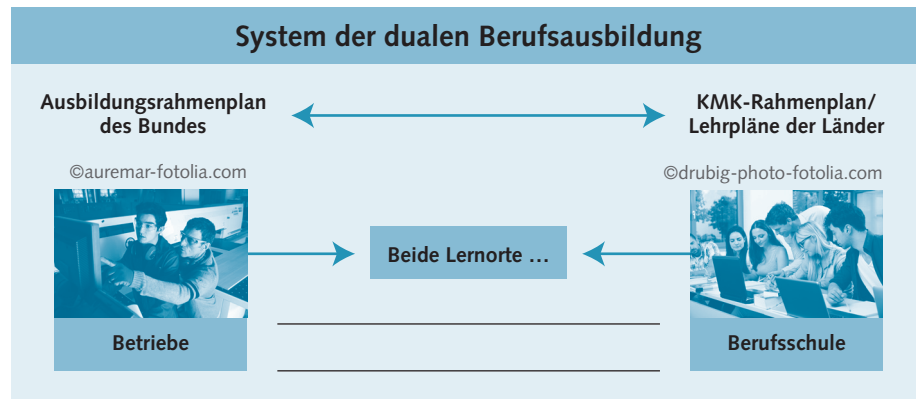 System der dualen Berufsausbildung
Ausbildungsrahmenplan
des Bundes
KMK-Rahmenplan/
Lehrpläne der Länder
©auremar-fotolia.com
©drubig-photo-fotolia.com
Beide Lernorte …
Betriebe
Berufsschule